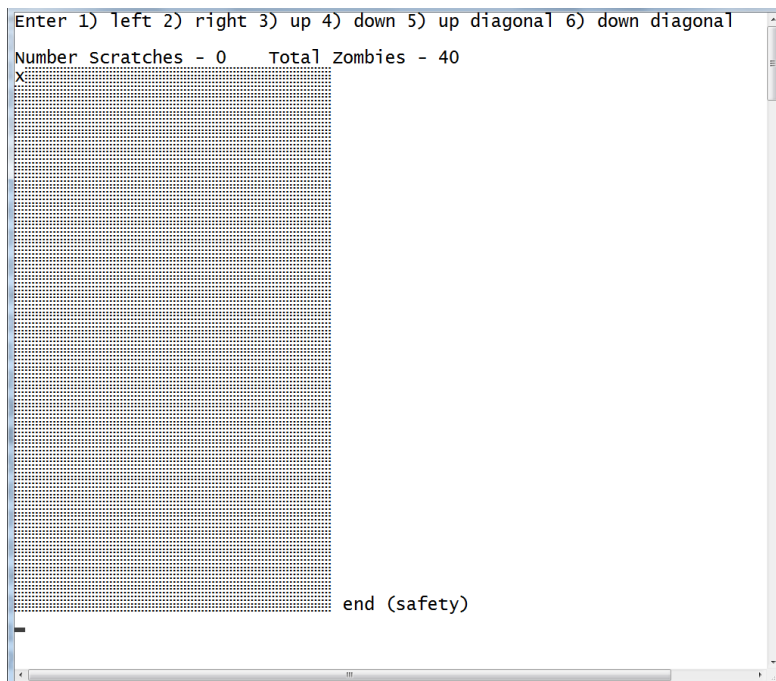 Enter 1) left 2) right 3) up 4) down 5) up diagonal 6) down diagonal
Number Scratches - 0    Total Zombies - 40
x
end (safety)